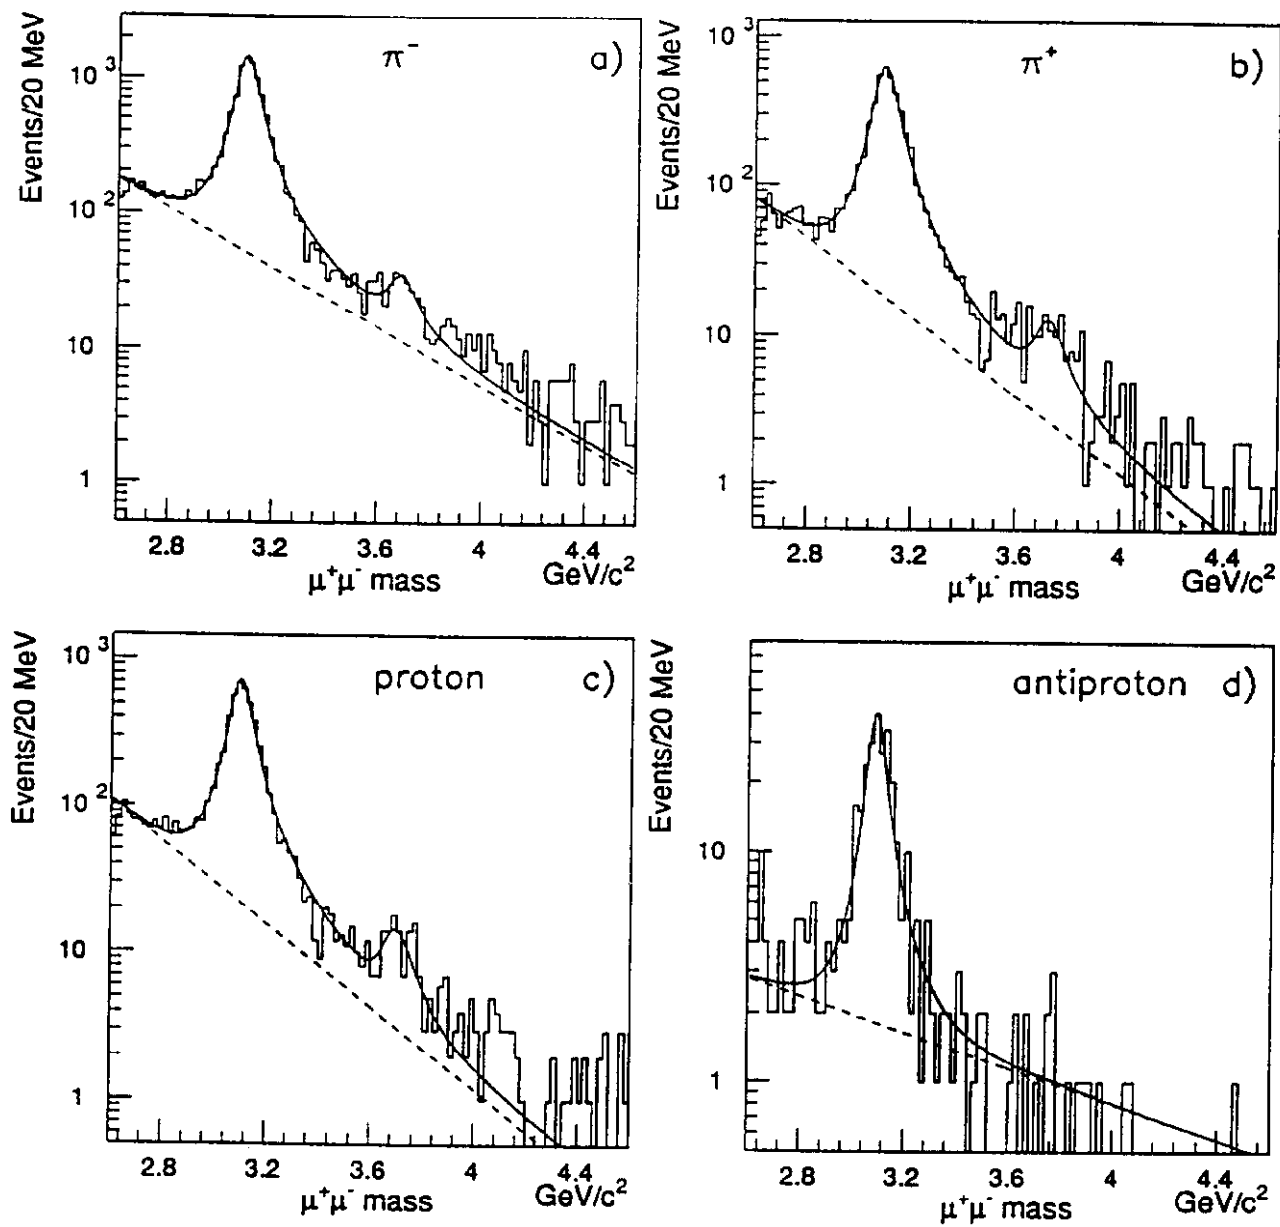 Events/20 MeV
π⁻ a)
10³
10²
10
1
2.8 3.2 3.6 4 4.4
μ⁺μ⁻ mass GeV/c²
Events/20 MeV
π⁺ b)
10³
10²
10
1
2.8 3.2 3.6 4 4.4
μ⁺μ⁻ mass GeV/c²
Events/20 MeV
proton c)
10³
10²
10
1
2.8 3.2 3.6 4 4.4
μ⁺μ⁻ mass GeV/c²
Events/20 MeV
antiproton d)
10
1
2.8 3.2 3.6 4 4.4
μ⁺μ⁻ mass GeV/c²